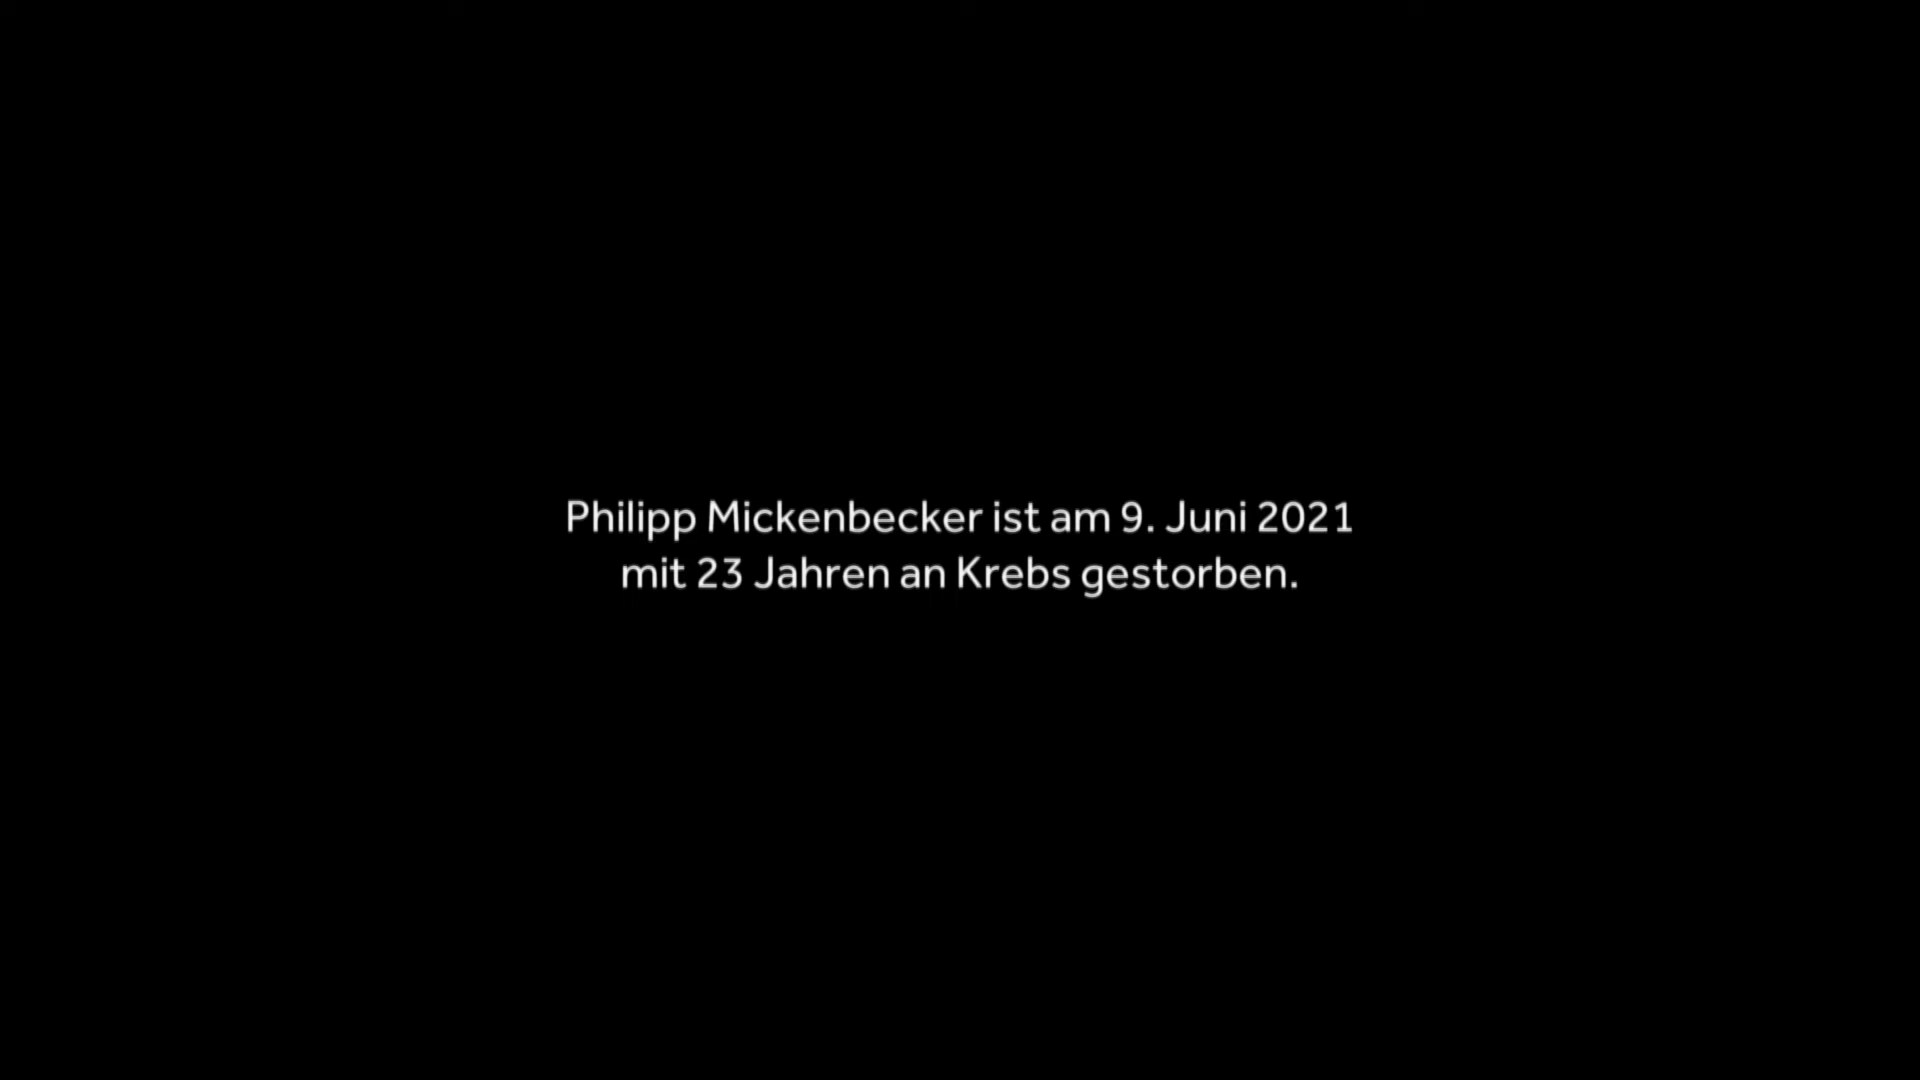 Philipp Mickenbecker ist am 9. Juni 2021
mit 23 Jahren an Krebs gestorben.